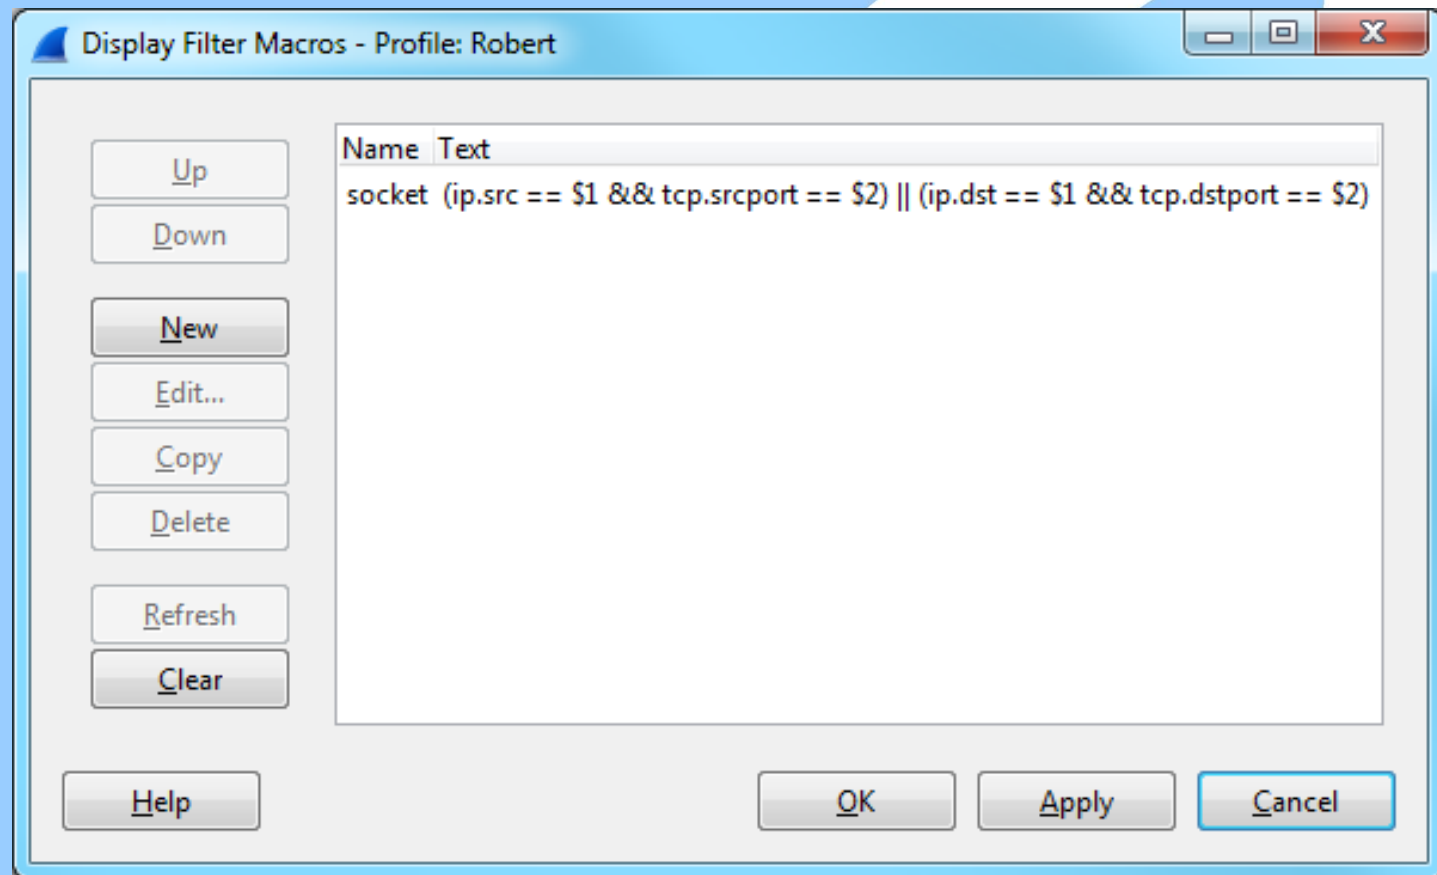 Display Filter Macros - Profile: Robert
Up
Down
New
Edit...
Copy
Delete
Refresh
Clear
Name Text
socket (ip.src == $1 && tcp.srcport == $2) || (ip.dst == $1 && tcp.dstport == $2)
Help
OK
Apply
Cancel